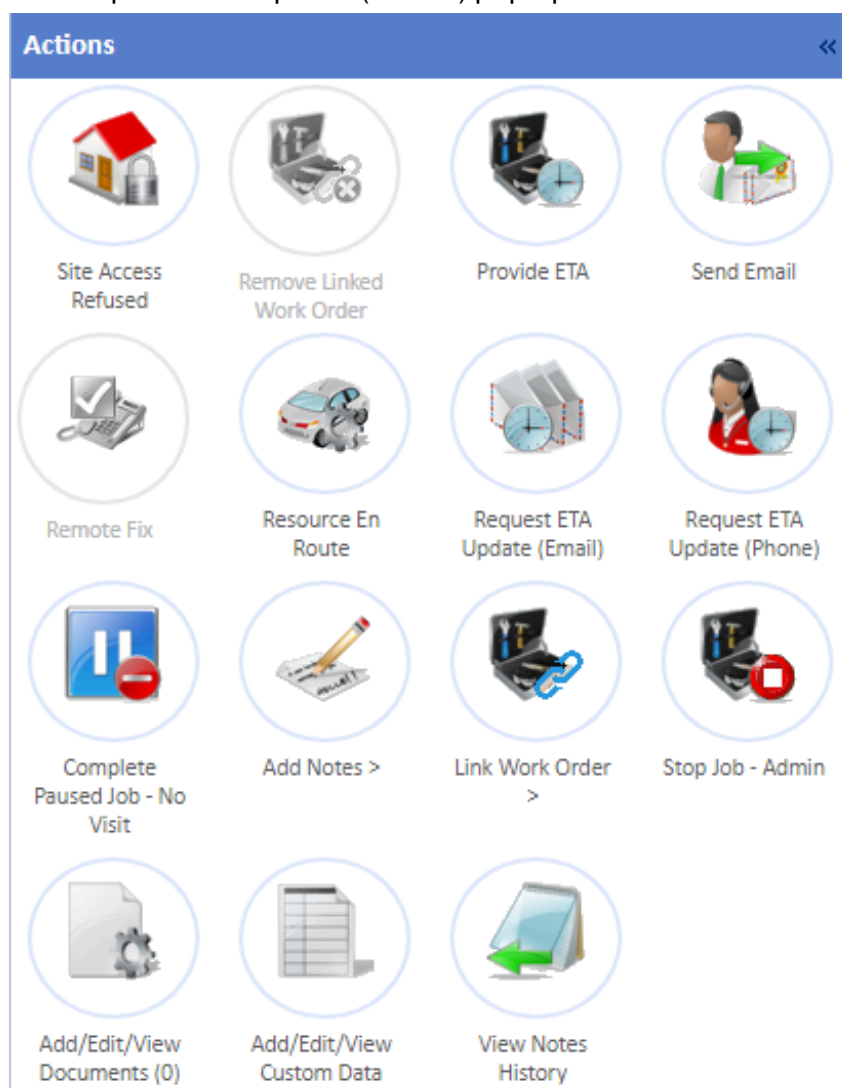 Actions
«
Site Access
Refused
Remove Linked
Work Order
Provide ETA
Send Email
Remote Fix
Resource En
Route
Request ETA
Update (Email)
Request ETA
Update (Phone)
Complete
Paused Job - No
Visit
Add Notes >
Link Work Order
>
Stop Job - Admin
Add/Edit/View
Documents (0)
Add/Edit/View
Custom Data
View Notes
History